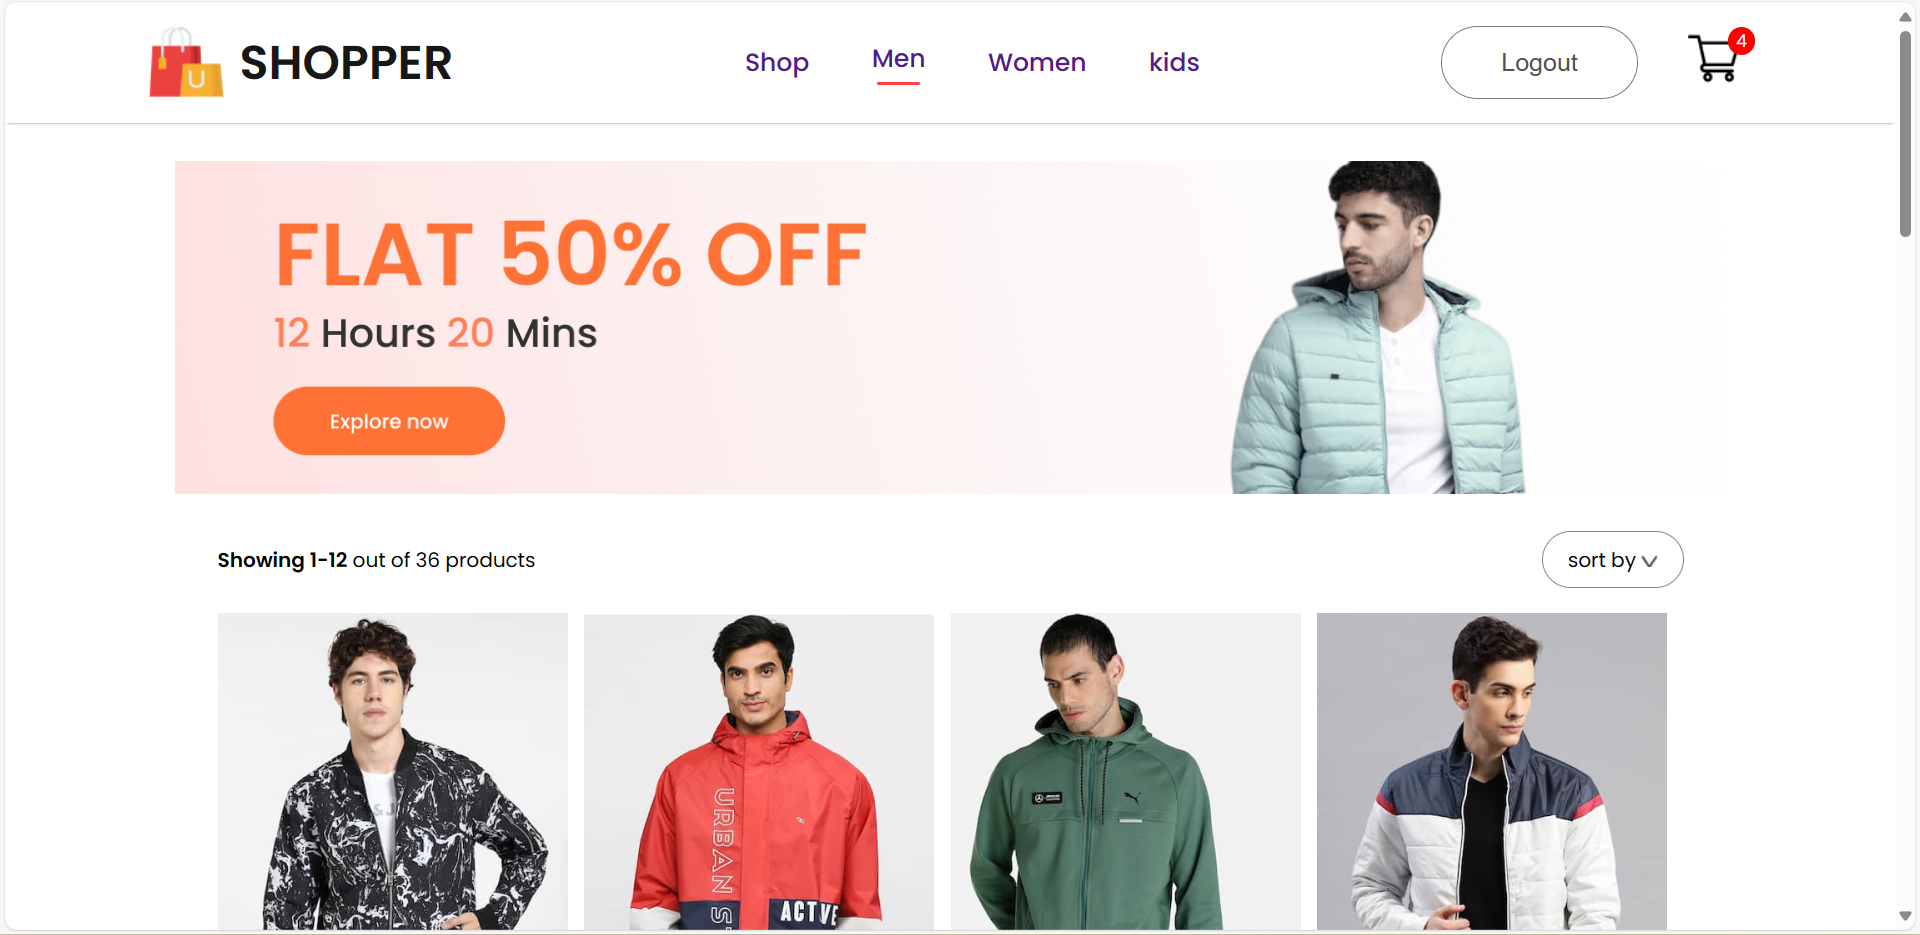 U
SHOPPER
Shop
Men
Women
kids
Logout
4
FLAT 50% OFF
12 Hours 20 Mins
Explore now
Showing 1-12 out of 36 products
sort by
URBAN
ACTVE